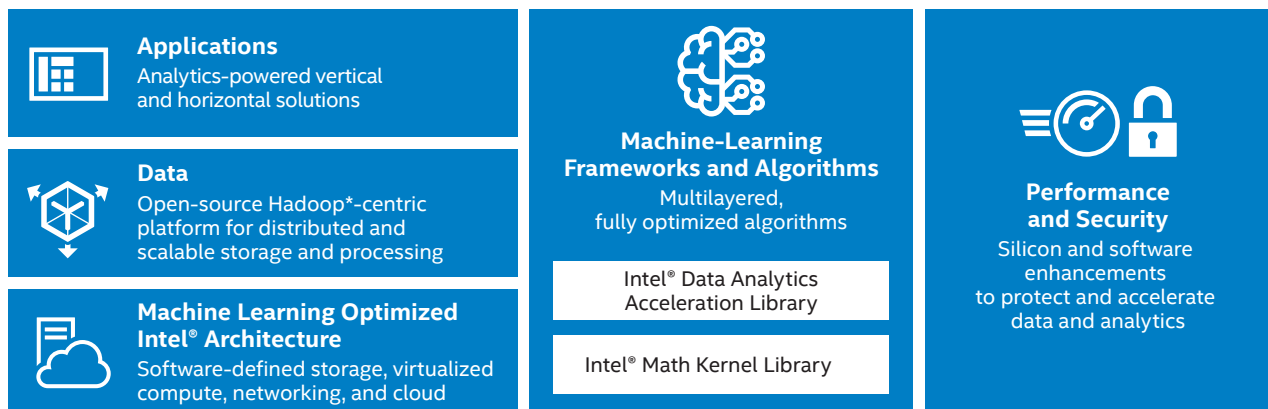 Applications
Analytics-powered vertical
and horizontal solutions
Data
Open-source Hadoop*-centric
platform for distributed and
scalable storage and processing
Machine Learning Optimized
Intel® Architecture
Software-defined storage, virtualized
compute, networking, and cloud
Machine-Learning
Frameworks and Algorithms
Multilayered,
fully optimized algorithms
Intel® Data Analytics
Acceleration Library
Intel® Math Kernel Library
Performance
and Security
Silicon and software
enhancements
to protect and accelerate
data and analytics